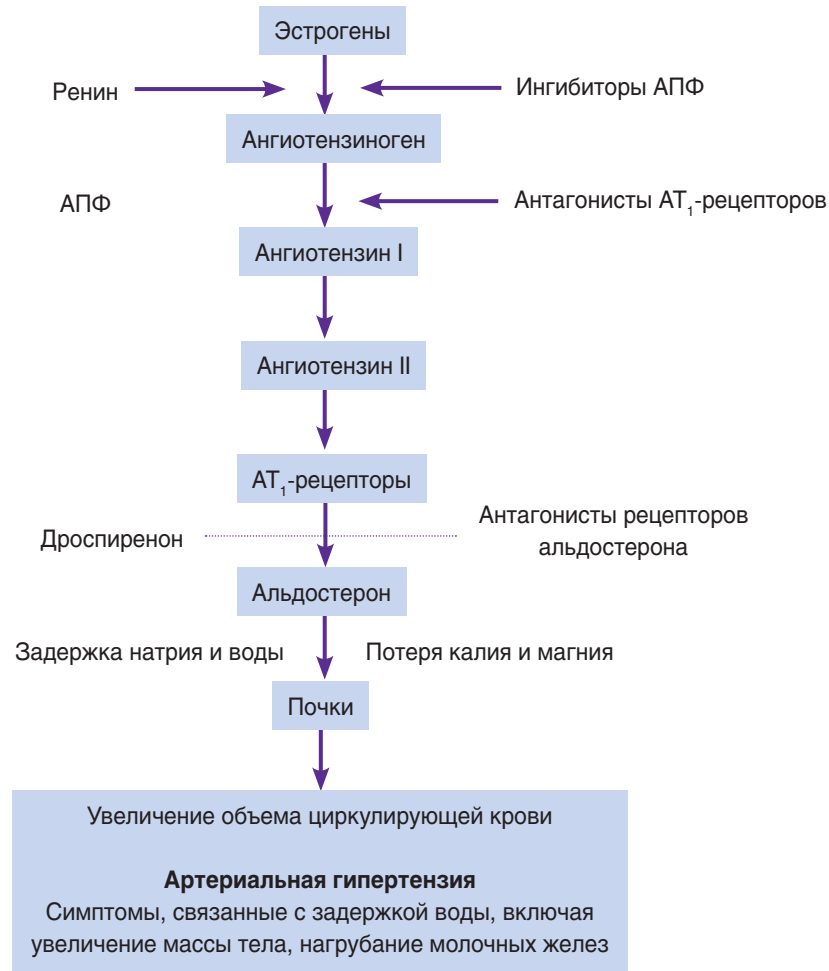 Эстрогены
Ренин
Ингибиторы АПФ
Ангиотензиноген
АПФ
Антагонисты АТ₁-рецепторов
Ангиотензин I
Ангиотензин II
АТ₁-рецепторы
Дроспиренон
Антагонисты рецепторов
альдостерона
Альдостерон
Задержка натрия и воды
Потеря калия и магния
Почки
Увеличение объема циркулирующей крови
Артериальная гипертензия
Симптомы, связанные с задержкой воды, включая
увеличение массы тела, нагрубание молочных желез